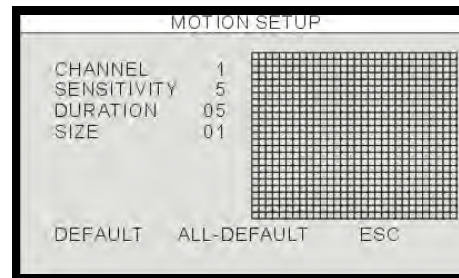 MOTION SETUP
CHANNEL 1
SENSITIVITY 5
DURATION 05
SIZE 01
DEFAULT ALL-DEFAULT ESC